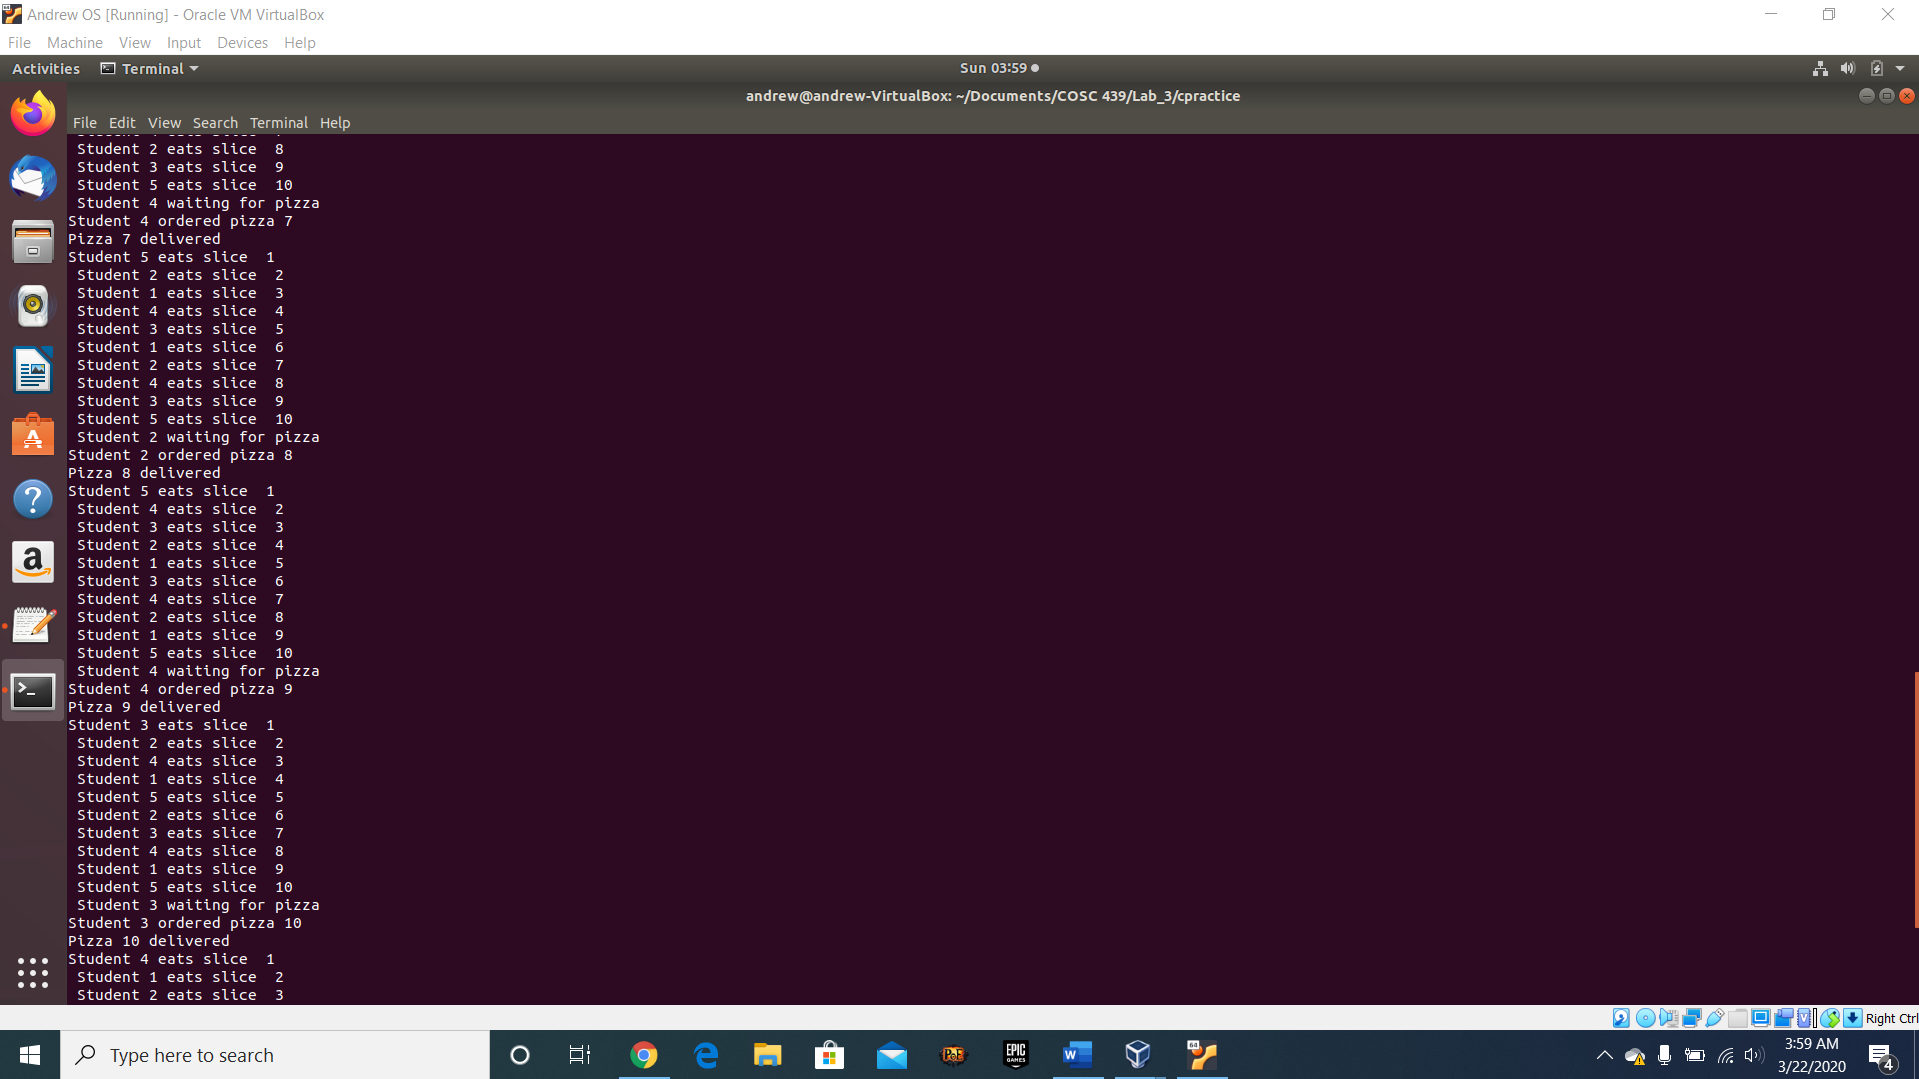 Andrew OS [Running] - Oracle VM VirtualBox
File Machine View Input Devices Help
Activities Terminal Sun 03:59
andrew@andrew-VirtualBox: ~/Documents/COSC 439/Lab_3/cpractice
File Edit View Search Terminal Help
Student 2 eats slice  8
Student 3 eats slice  9
Student 5 eats slice  10
Student 4 waiting for pizza
Student 4 ordered pizza 7
Pizza 7 delivered
Student 5 eats slice  1
Student 2 eats slice  2
Student 1 eats slice  3
Student 4 eats slice  4
Student 3 eats slice  5
Student 1 eats slice  6
Student 2 eats slice  7
Student 4 eats slice  8
Student 3 eats slice  9
Student 5 eats slice  10
Student 2 waiting for pizza
Student 2 ordered pizza 8
Pizza 8 delivered
Student 5 eats slice  1
Student 4 eats slice  2
Student 3 eats slice  3
Student 2 eats slice  4
Student 1 eats slice  5
Student 3 eats slice  6
Student 4 eats slice  7
Student 2 eats slice  8
Student 1 eats slice  9
Student 5 eats slice  10
Student 4 waiting for pizza
Student 4 ordered pizza 9
Pizza 9 delivered
Student 3 eats slice  1
Student 2 eats slice  2
Student 4 eats slice  3
Student 1 eats slice  4
Student 5 eats slice  5
Student 2 eats slice  6
Student 3 eats slice  7
Student 4 eats slice  8
Student 1 eats slice  9
Student 5 eats slice  10
Student 3 waiting for pizza
Student 3 ordered pizza 10
Pizza 10 delivered
Student 4 eats slice  1
Student 1 eats slice  2
Student 2 eats slice  3
Right Ctrl
Type here to search
EPIC GAMES
3:59 AM
3/22/2020
4